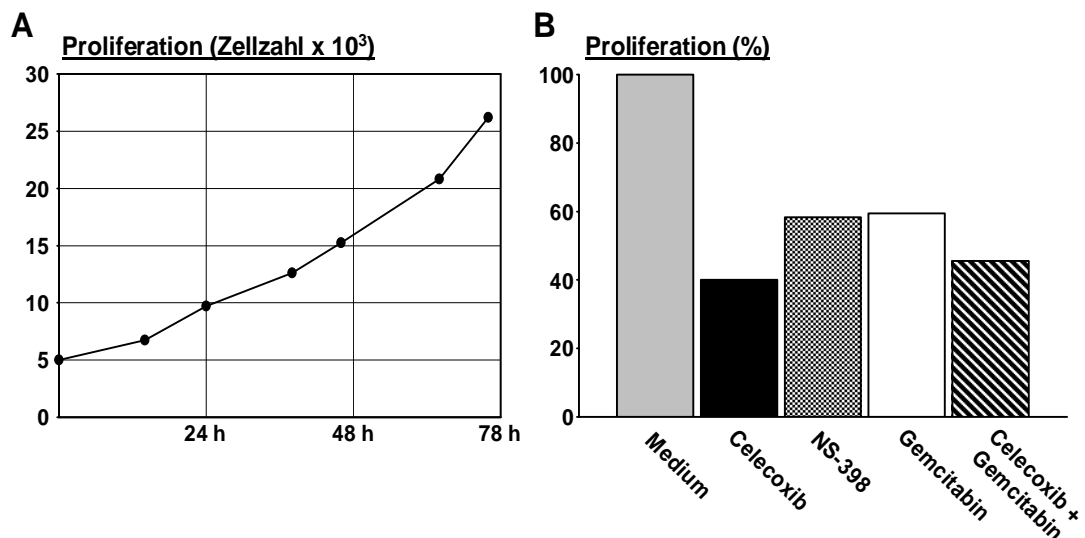 A
Proliferation (Zellzahl x 10³)
30
25
20
15
10
5
0
24 h
48 h
78 h
B
Proliferation (%)
100
80
60
40
20
0
Medium
Celecoxib
NS-398
Gemcitabin
Celecoxib +
Gemcitabin